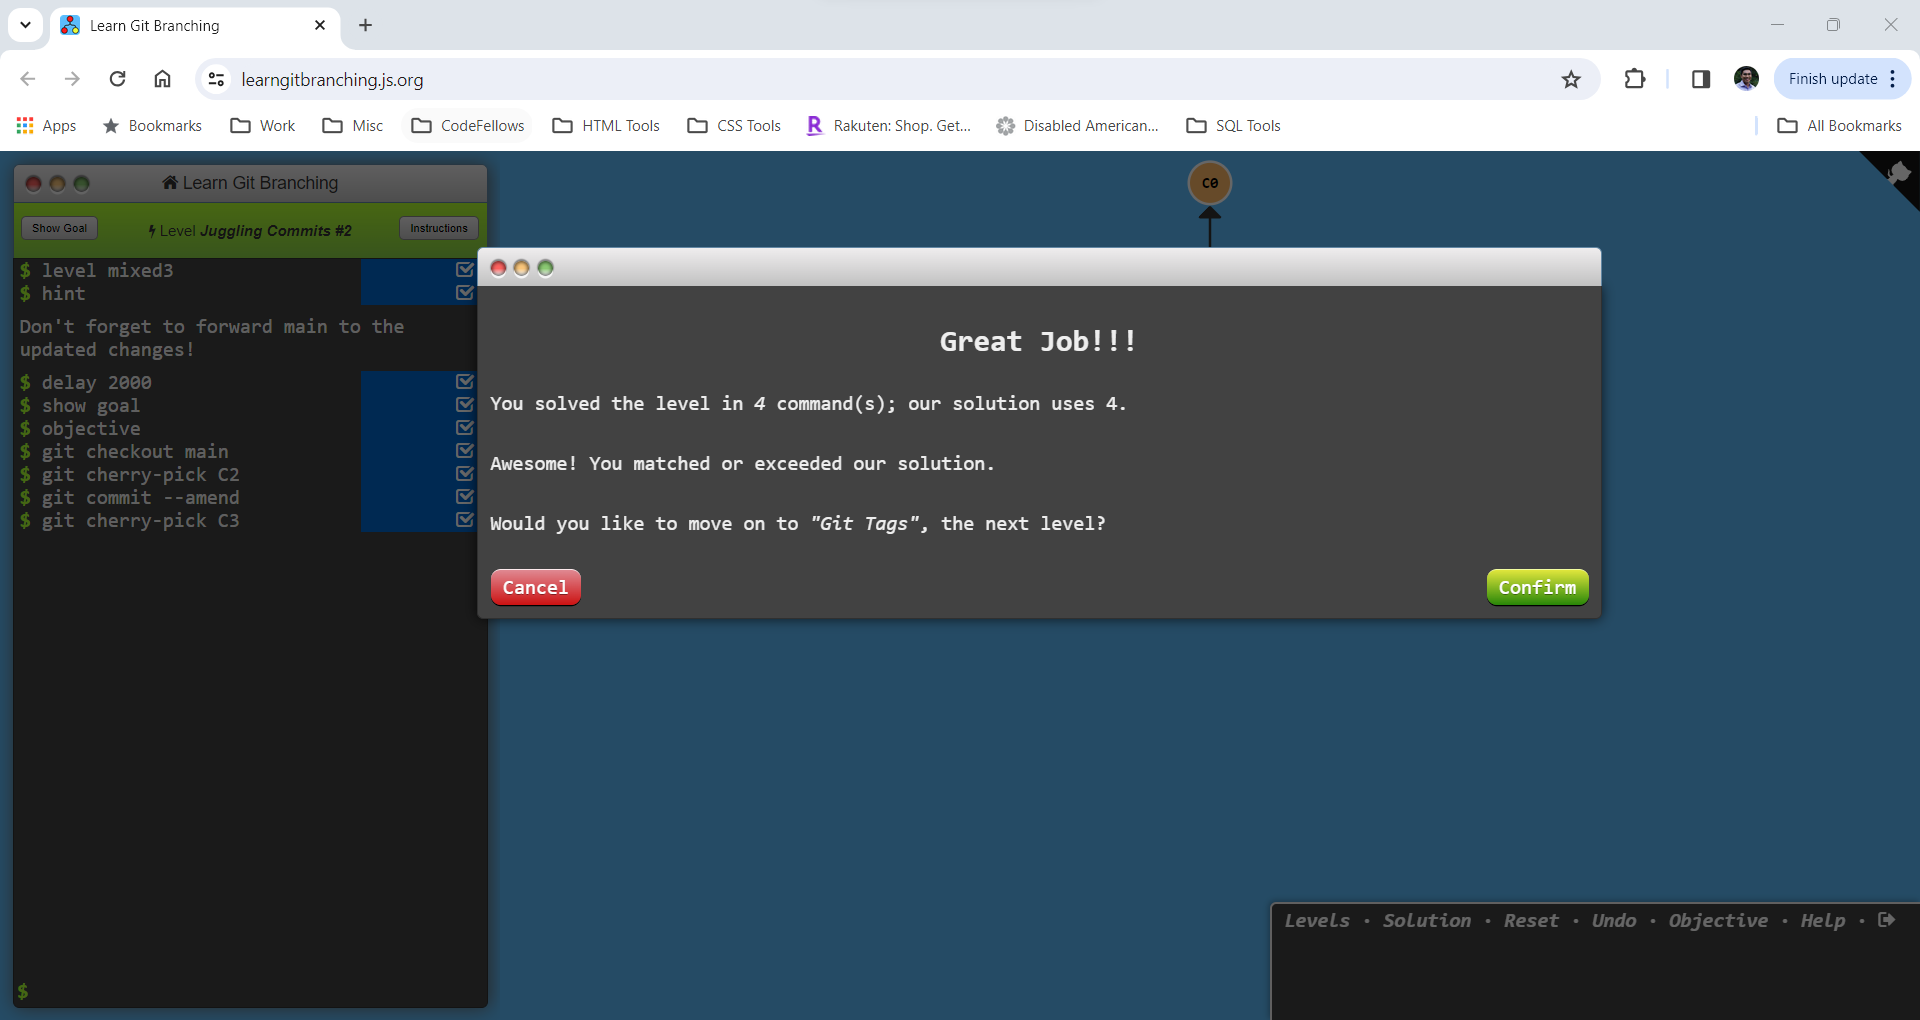 Learn Git Branching
learngitbranching.js.org
Finish update
Apps
Bookmarks
Work
Misc
CodeFellows
HTML Tools
CSS Tools
R Rakuten: Shop. Get...
Disabled American...
SQL Tools
All Bookmarks
Learn Git Branching
Show Goal
Level Juggling Commits #2
Instructions
$ level mixed3
$ hint
Don't forget to forward main to the
updated changes!
$ delay 2000
$ show goal
$ objective
$ git checkout main
$ git cherry-pick C2
$ git commit --amend
$ git cherry-pick C3
$
C0
Great Job!!!
You solved the level in 4 command(s); our solution uses 4.
Awesome! You matched or exceeded our solution.
Would you like to move on to "Git Tags", the next level?
Cancel
Confirm
Levels · Solution · Reset · Undo · Objective · Help ·